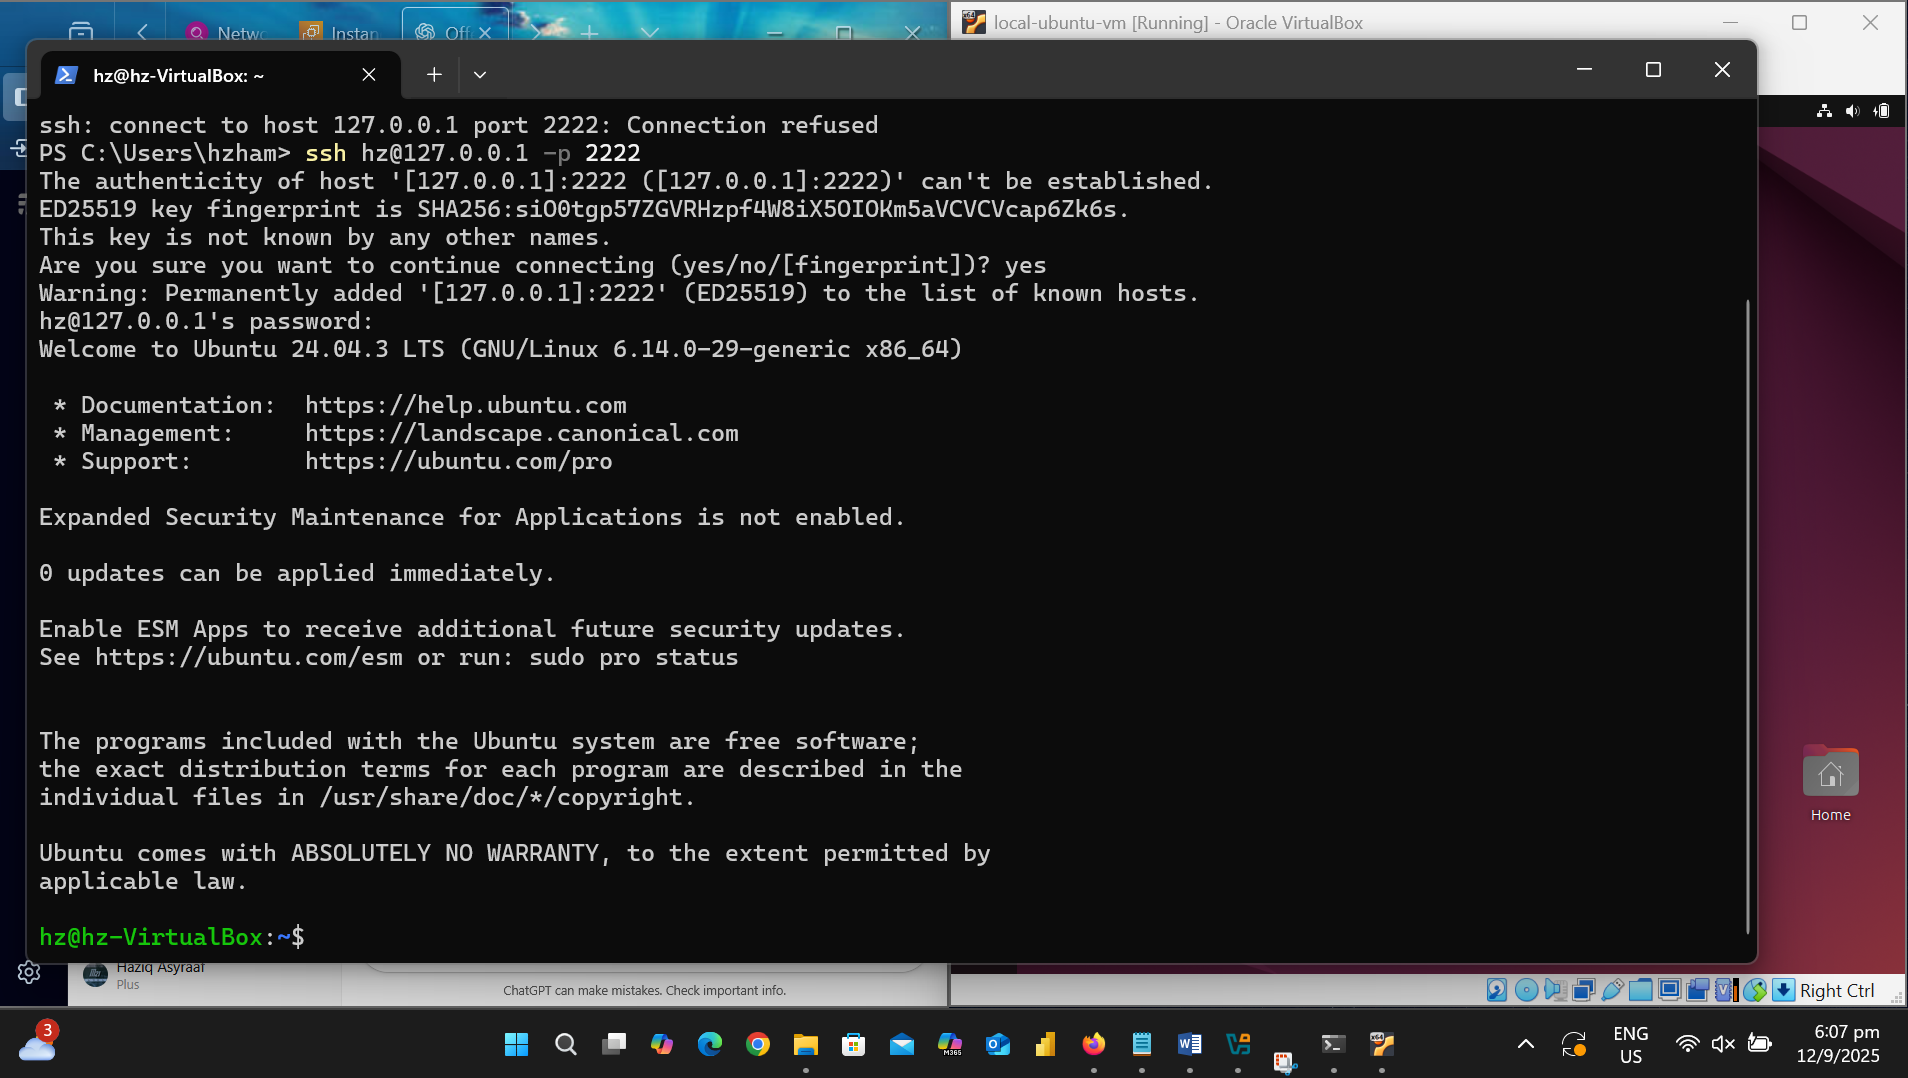 Netwo
Instan
Off
local-ubuntu-vm [Running] - Oracle VirtualBox
hz@hz-VirtualBox: ~
ssh: connect to host 127.0.0.1 port 2222: Connection refused
PS C:\Users\hzham> ssh hz@127.0.0.1 -p 2222
The authenticity of host '[127.0.0.1]:2222 ([127.0.0.1]:2222)' can't be established.
ED25519 key fingerprint is SHA256:siO0tgp57ZGVRHzpf4W8iX5OIOKm5aVCVCVcap6Zk6s.
This key is not known by any other names.
Are you sure you want to continue connecting (yes/no/[fingerprint])? yes
Warning: Permanently added '[127.0.0.1]:2222' (ED25519) to the list of known hosts.
hz@127.0.0.1's password:
Welcome to Ubuntu 24.04.3 LTS (GNU/Linux 6.14.0-29-generic x86_64)
* Documentation:  https://help.ubuntu.com
* Management:     https://landscape.canonical.com
* Support:        https://ubuntu.com/pro
Expanded Security Maintenance for Applications is not enabled.
0 updates can be applied immediately.
Enable ESM Apps to receive additional future security updates.
See https://ubuntu.com/esm or run: sudo pro status
The programs included with the Ubuntu system are free software;
the exact distribution terms for each program are described in the
individual files in /usr/share/doc/*/copyright.
Ubuntu comes with ABSOLUTELY NO WARRANTY, to the extent permitted by
applicable law.
hz@hz-VirtualBox:~$
Home
Haziq Asyraaf
Plus
ChatGPT can make mistakes. Check important info.
Right Ctrl
3
ENG
US
6:07 pm
12/9/2025